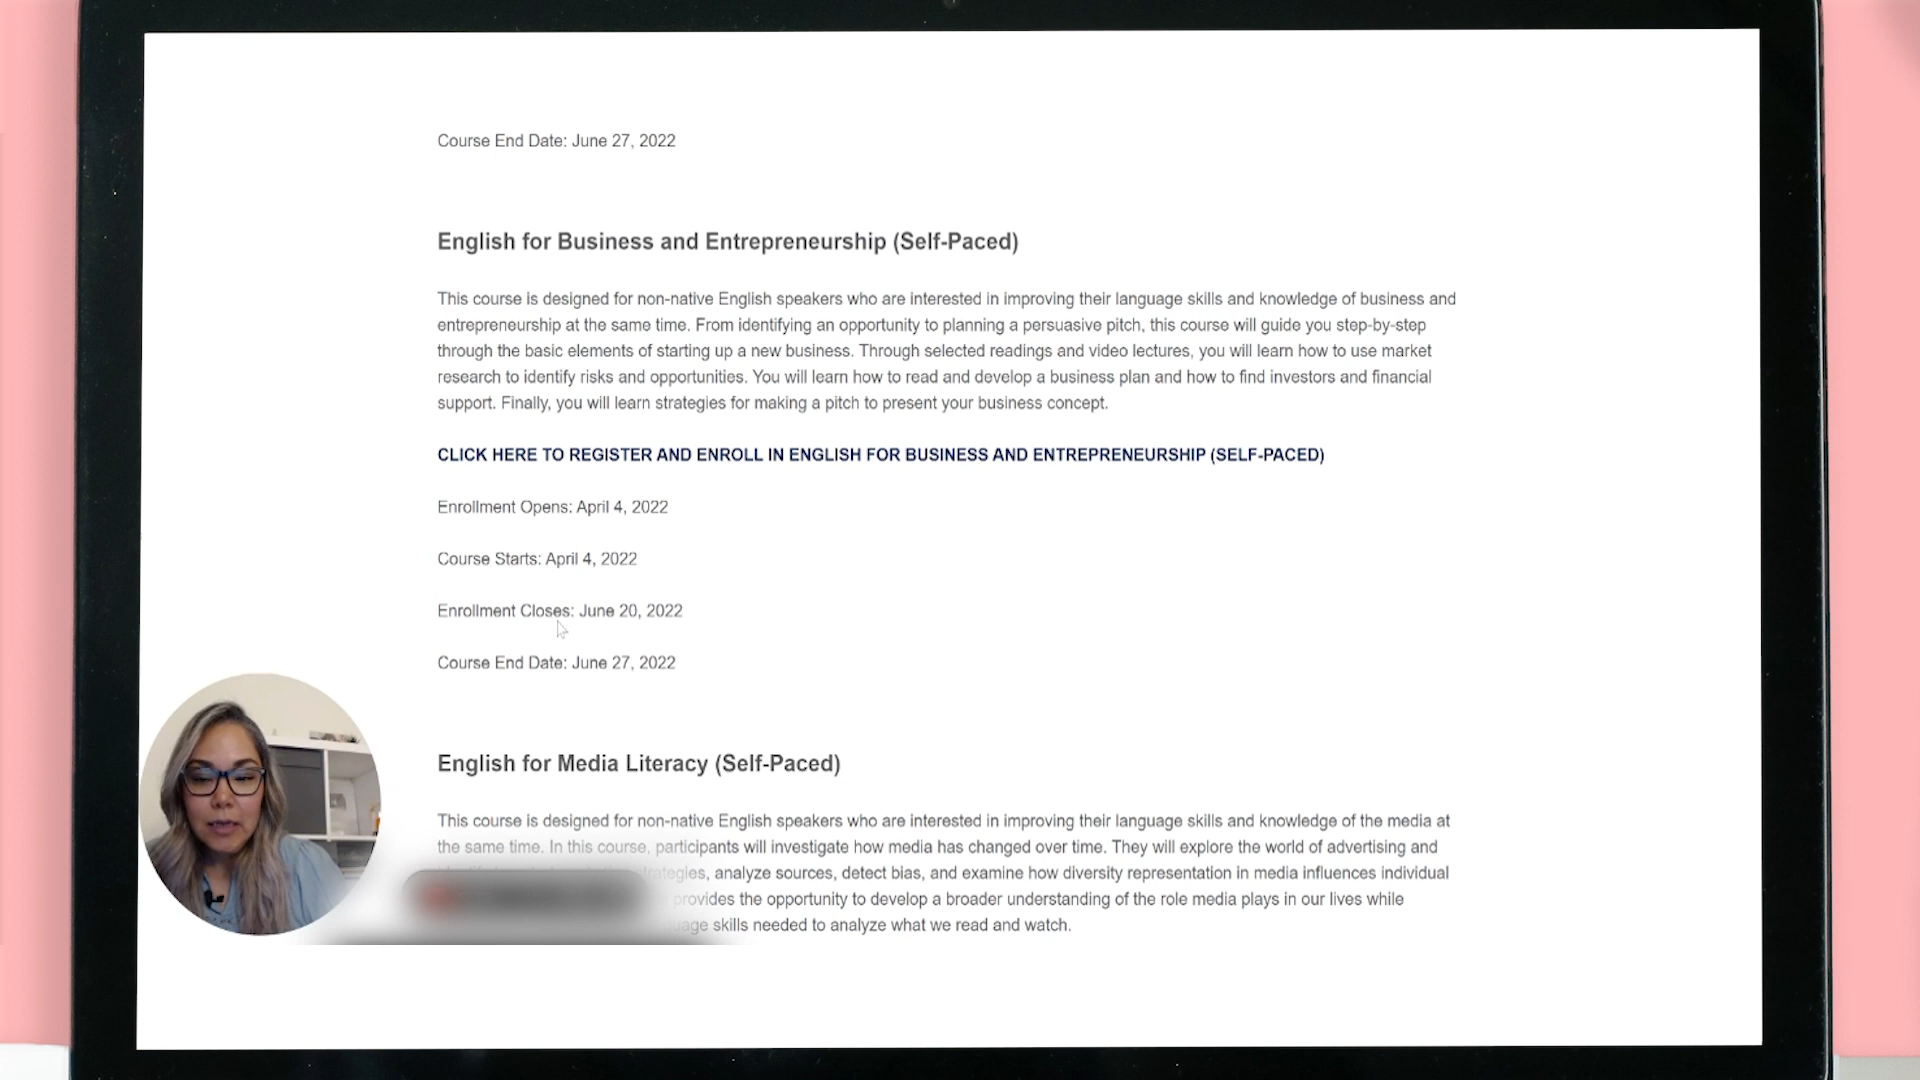 Course End Date: June 27, 2022
English for Business and Entrepreneurship (Self-Paced)
This course is designed for non-native English speakers who are interested in improving their language skills and knowledge of business and
entrepreneurship at the same time. From identifying an opportunity to planning a persuasive pitch, this course will guide you step-by-step
through the basic elements of starting up a new business. Through selected readings and video lectures, you will learn how to use market
research to identify risks and opportunities. You will learn how to read and develop a business plan and how to find investors and financial
support. Finally, you will learn strategies for making a pitch to present your business concept.
CLICK HERE TO REGISTER AND ENROLL IN ENGLISH FOR BUSINESS AND ENTREPRENEURSHIP (SELF-PACED)
Enrollment Opens: April 4, 2022
Course Starts: April 4, 2022
Enrollment Closes: June 20, 2022
Course End Date: June 27, 2022
English for Media Literacy (Self-Paced)
This course is designed for non-native English speakers who are interested in improving their language skills and knowledge of the media at
the same time. In this course, participants will investigate how media has changed over time. They will explore the world of advertising and
analyze sources, detect bias, and examine how diversity representation in media influences individual
provides the opportunity to develop a broader understanding of the role media plays in our lives while
skills needed to analyze what we read and watch.